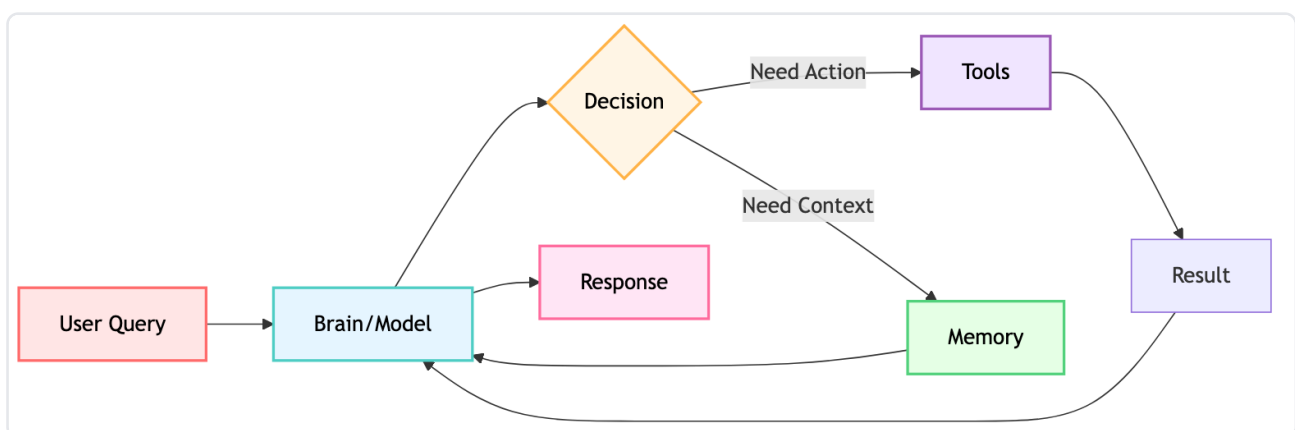 Need Action
Tools
Decision
Need Context
Result
Response
User Query
Brain/Model
Memory